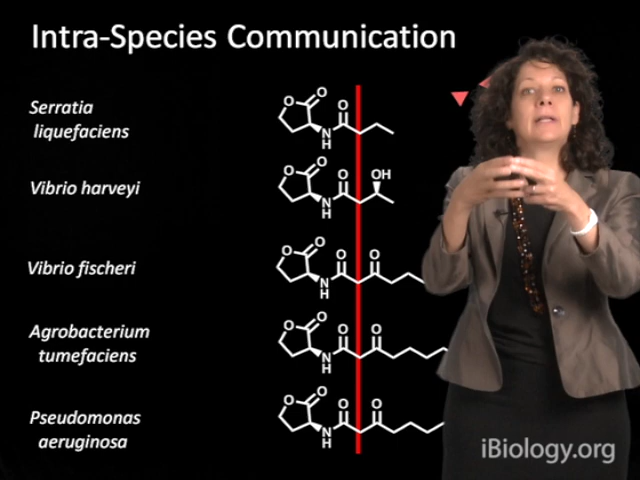 Intra-Species Communication
Serratia
liquefaciens
O
O
O
N
H
Vibrio harveyi
O
O
O
OH
N
H
Vibrio fischeri
O
O
O
O
N
H
Agrobacterium
tumefaciens
O
O
O
O
N
H
Pseudomonas
aeruginosa
O
O
O
O
N
H
iBiology.org